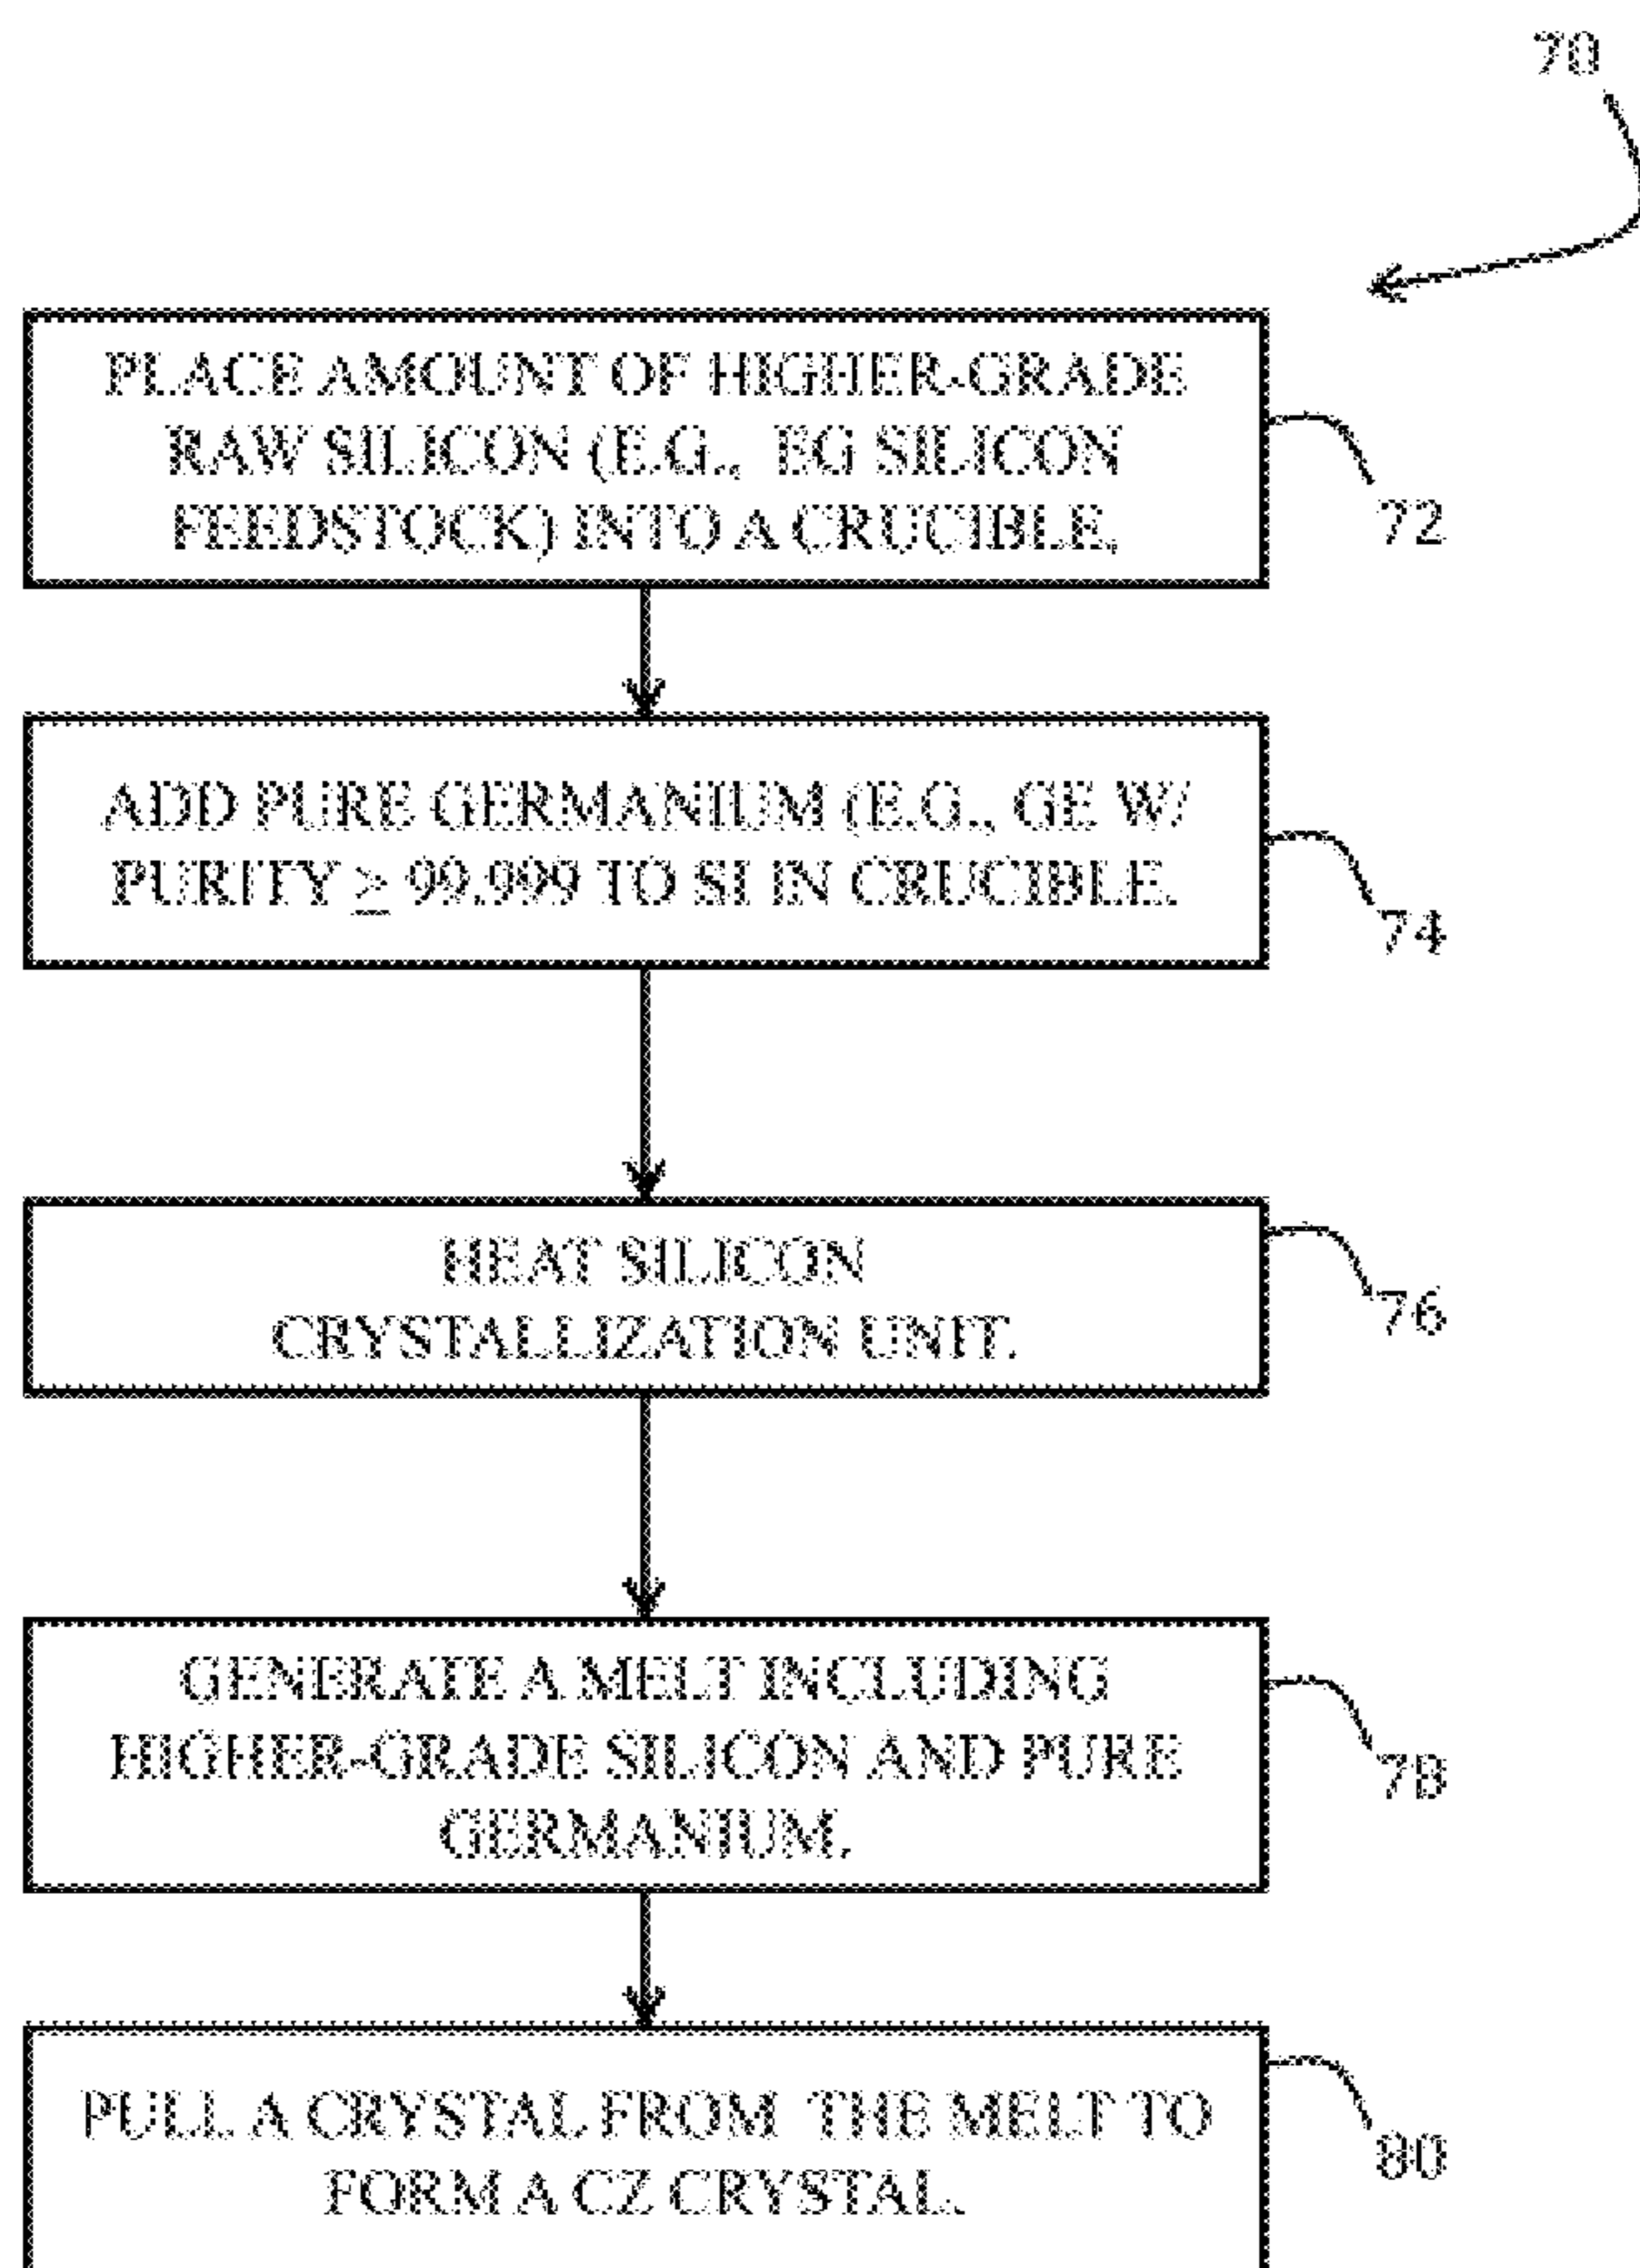 70
PLACE AMOUNT OF HIGHER-GRADE
RAW SILICON (E.G., EG SILICON
FEEDSTOCK) INTO A CRUCIBLE.
72
ADD PURE GERMANIUM (E.G., GE W/
PURITY ≥ 99.999 TO SI IN CRUCIBLE.
74
HEAT SILICON
CRYSTALLIZATION UNIT.
76
GENERATE A MELT INCLUDING
HIGHER-GRADE SILICON AND PURE
GERMANIUM.
78
PULL A CRYSTAL FROM THE MELT TO
FORM A CZ CRYSTAL.
80